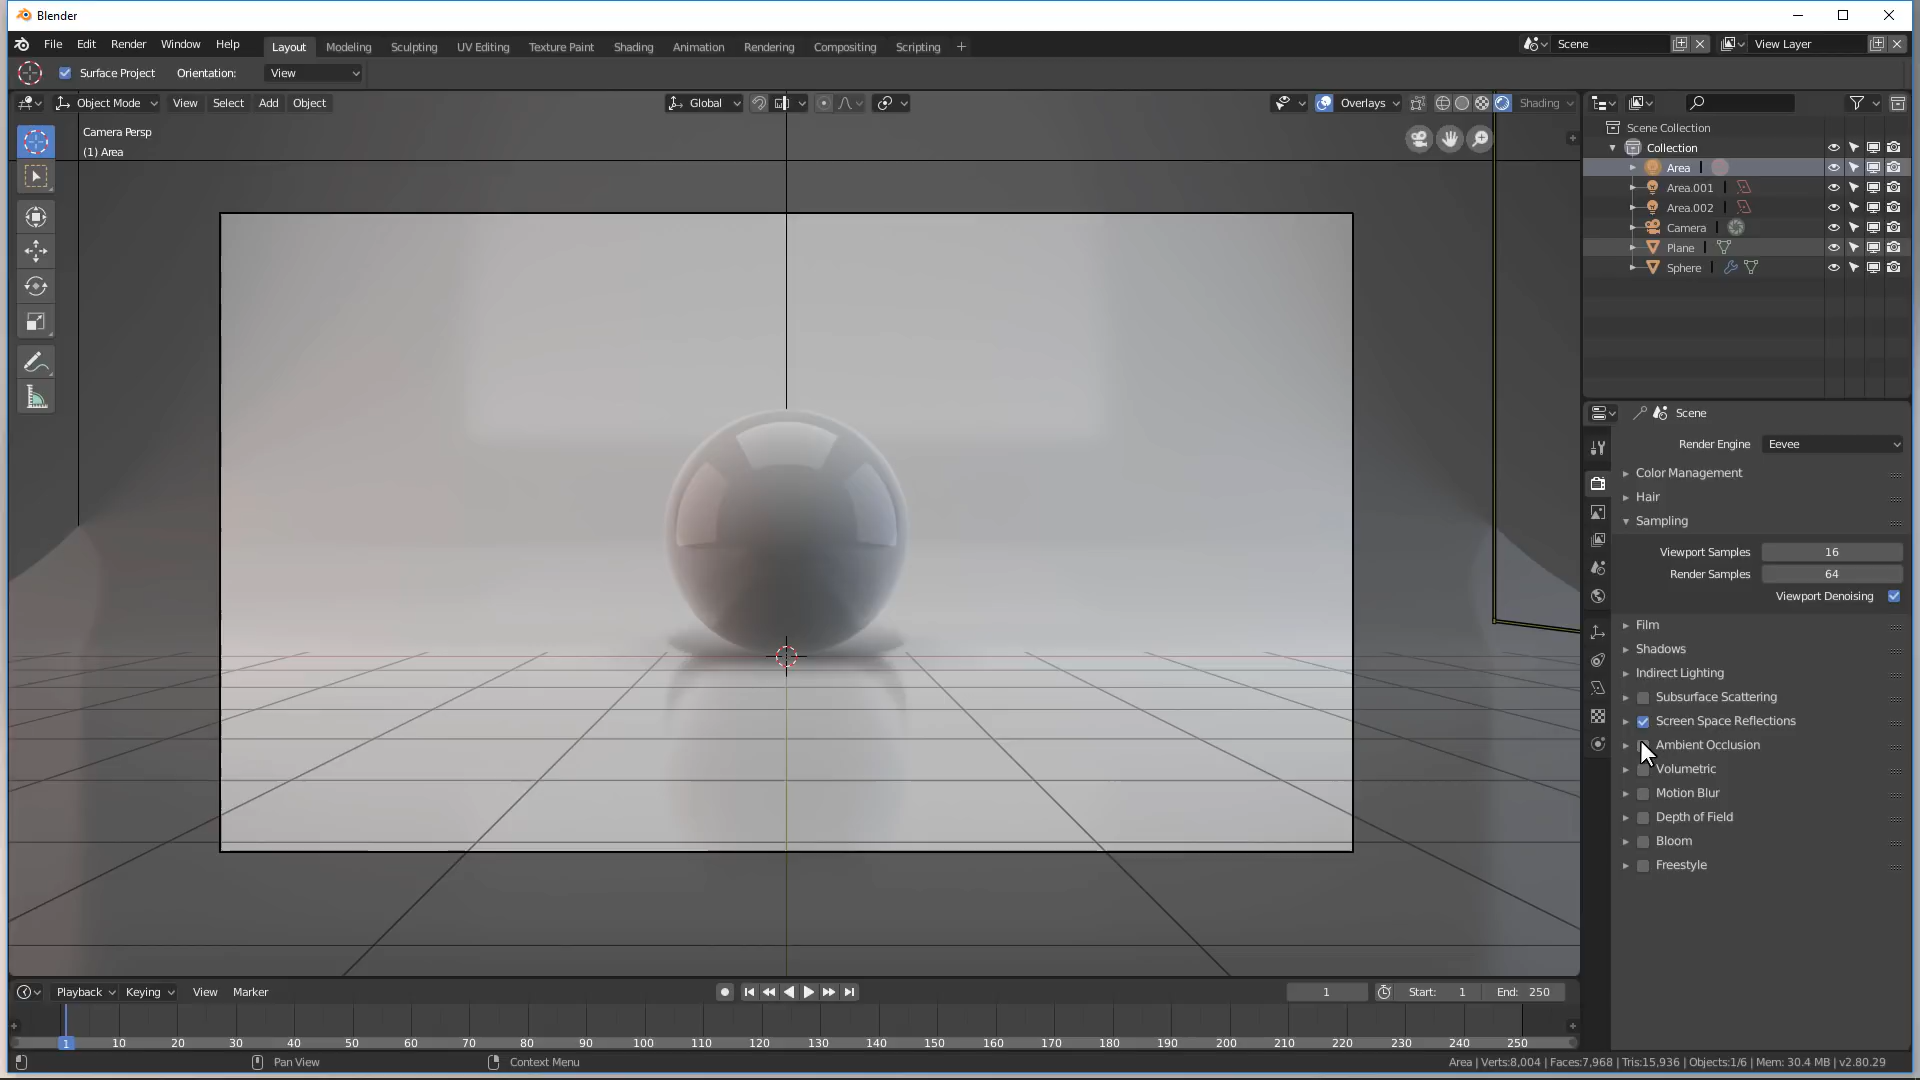 Blender
File Edit Render Window Help Layout Modeling Sculpting UV Editing Texture Paint Shading Animation Rendering Compositing Scripting + Scene View Layer
Surface Project Orientation: View
Object Mode View Select Add Object Global Overlays Shading
Camera Persp
(1) Area
Scene Collection
Collection
Area
Area.001
Area.002
Camera
Plane
Sphere
Scene
Render Engine Eevee
Color Management
Hair
Sampling
Viewport Samples 16
Render Samples 64
Viewport Denoising
Film
Shadows
Indirect Lighting
Subsurface Scattering
Screen Space Reflections
Ambient Occlusion
Volumetric
Motion Blur
Depth of Field
Bloom
Freestyle
Playback Keying View Marker 1 Start: 1 End: 250
1 10 20 30 40 50 60 70 80 90 100 110 120 130 140 150 160 170 180 190 200 210 220 230 240 250
Pan View Context Menu Area | Verts:8,004 | Faces:7,968 | Tris:15,936 | Objects:1/6 | Mem: 30.4 MB | v2.80.29